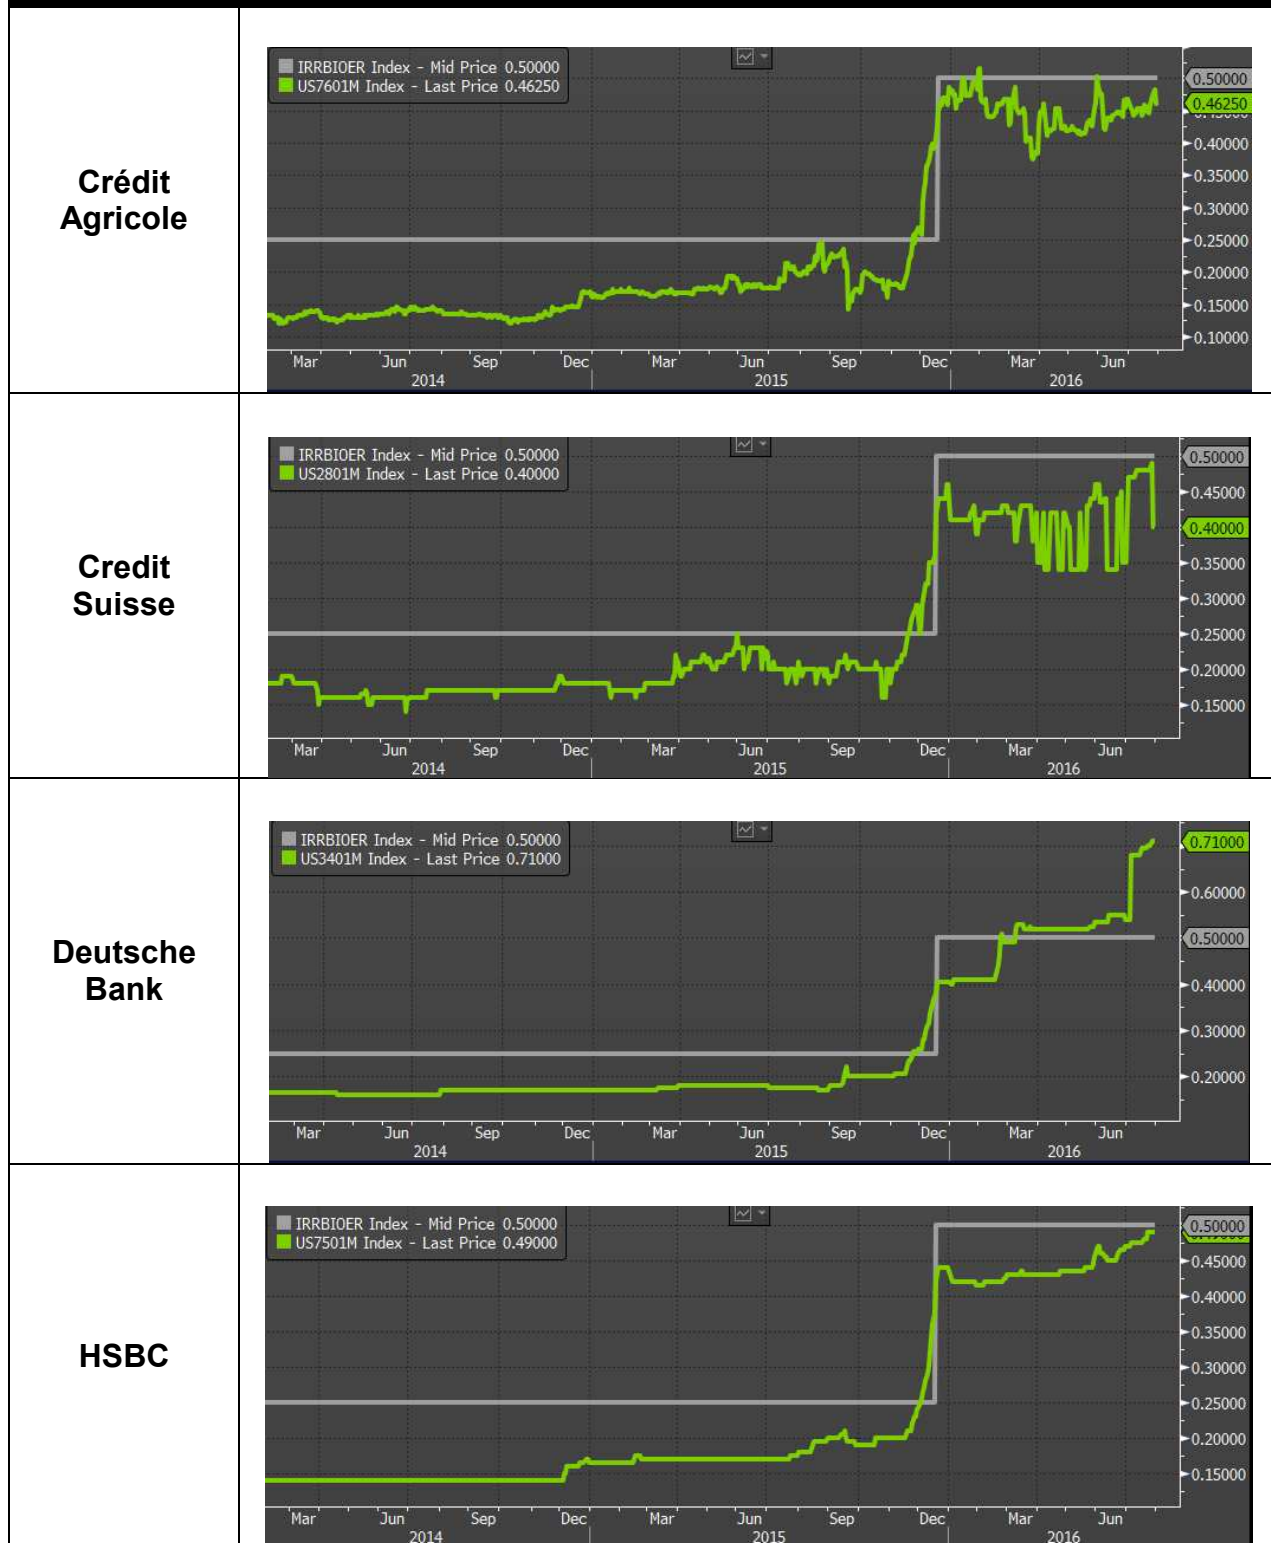 Crédit
Agricole
IRRBIOER Index - Mid Price 0.50000
US7601M Index - Last Price 0.46250
0.50000
0.46250
0.40000
0.35000
0.30000
0.25000
0.20000
0.15000
0.10000
Mar Jun Sep Dec Mar Jun Sep Dec Mar Jun
2014 2015 2016
Credit
Suisse
IRRBIOER Index - Mid Price 0.50000
US2801M Index - Last Price 0.40000
0.50000
0.45000
0.40000
0.35000
0.30000
0.25000
0.20000
0.15000
Mar Jun Sep Dec Mar Jun Sep Dec Mar Jun
2014 2015 2016
Deutsche
Bank
IRRBIOER Index - Mid Price 0.50000
US3401M Index - Last Price 0.71000
0.71000
0.60000
0.50000
0.40000
0.30000
0.20000
Mar Jun Sep Dec Mar Jun Sep Dec Mar Jun
2014 2015 2016
HSBC
IRRBIOER Index - Mid Price 0.50000
US7501M Index - Last Price 0.49000
0.50000
0.45000
0.40000
0.35000
0.30000
0.25000
0.20000
0.15000
Mar Jun Sep Dec Mar Jun Sep Dec Mar Jun
2014 2015 2016